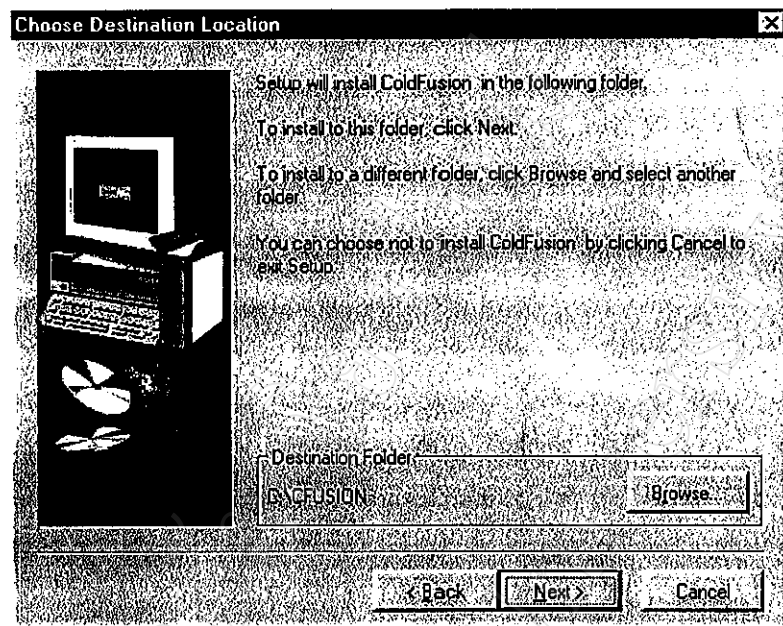 Choose Destination Location
Setup will install ColdFusion in the following folder.
To install to this folder, click Next.
To install to a different folder, click Browse and select another
folder.
You can choose not to install ColdFusion by clicking Cancel to
exit Setup.
Destination Folder
Browse...
< Back
Next >
Cancel